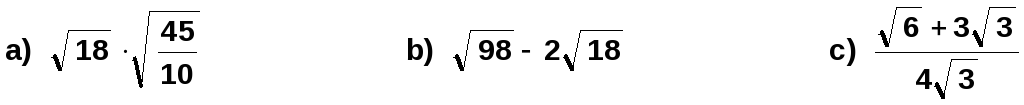 a) √18 · √(45/10) b) √98 - 2√18 c) (√6 + 3√3)/(4√3)